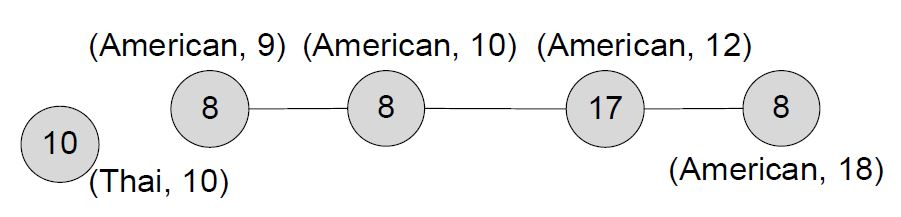 (American, 9) (American, 10) (American, 12)
8 8 17 8
10
(American, 18)
(Thai, 10)